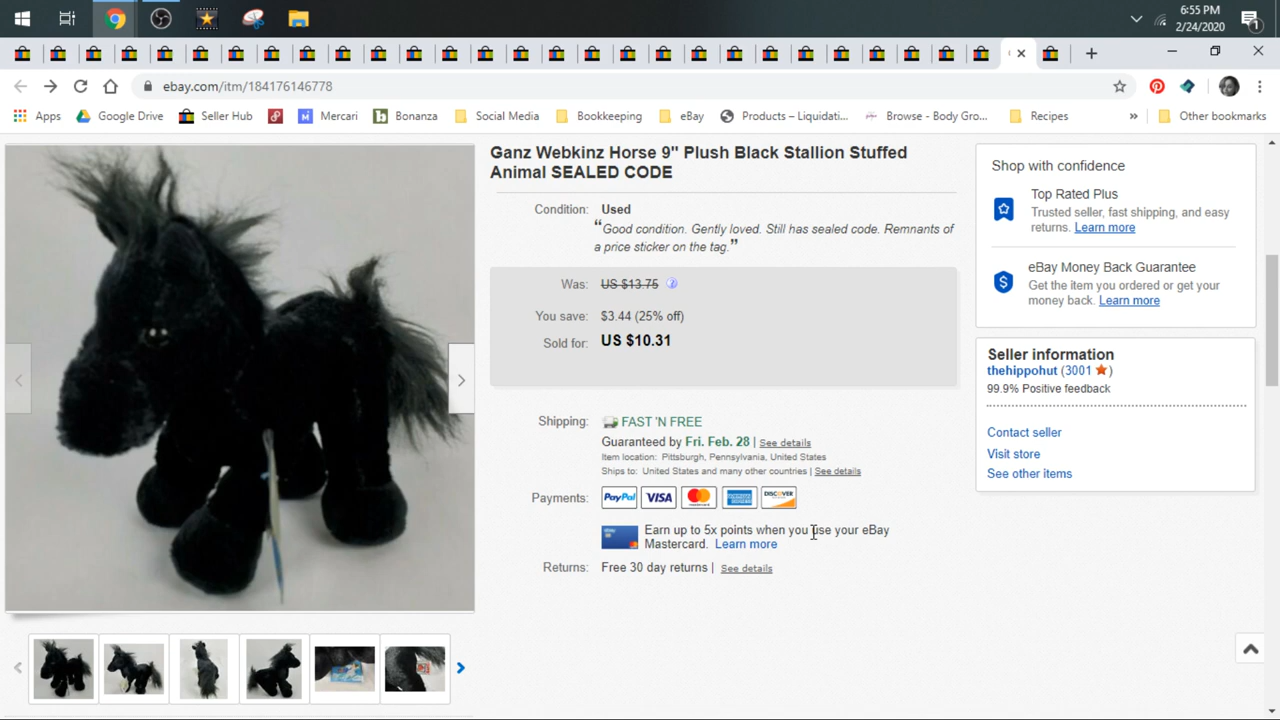 6:55 PM
2/24/2020
ebay.com/itm/184176146778
Apps
Google Drive
Seller Hub
Mercari
Bonanza
Social Media
Bookkeeping
eBay
Products – Liquidati...
Browse - Body Gro...
Recipes
»
Other bookmarks
Ganz Webkinz Horse 9" Plush Black Stallion Stuffed
Animal SEALED CODE
Condition: Used
“Good condition. Gently loved. Still has sealed code. Remnants of
a price sticker on the tag.”
Was: US $13.75
You save: $3.44 (25% off)
Sold for: US $10.31
Shipping: FAST 'N FREE
Guaranteed by Fri. Feb. 28 | See details
Item location: Pittsburgh, Pennsylvania, United States
Ships to: United States and many other countries | See details
Payments: PayPal VISA MasterCard AMERICAN EXPRESS DISCOVER
Earn up to 5x points when you use your eBay
Mastercard. Learn more
Returns: Free 30 day returns | See details
Shop with confidence
Top Rated Plus
Trusted seller, fast shipping, and easy
returns. Learn more
eBay Money Back Guarantee
Get the item you ordered or get your
money back. Learn more
Seller information
thehippohut (3001 )
99.9% Positive feedback
Contact seller
Visit store
See other items